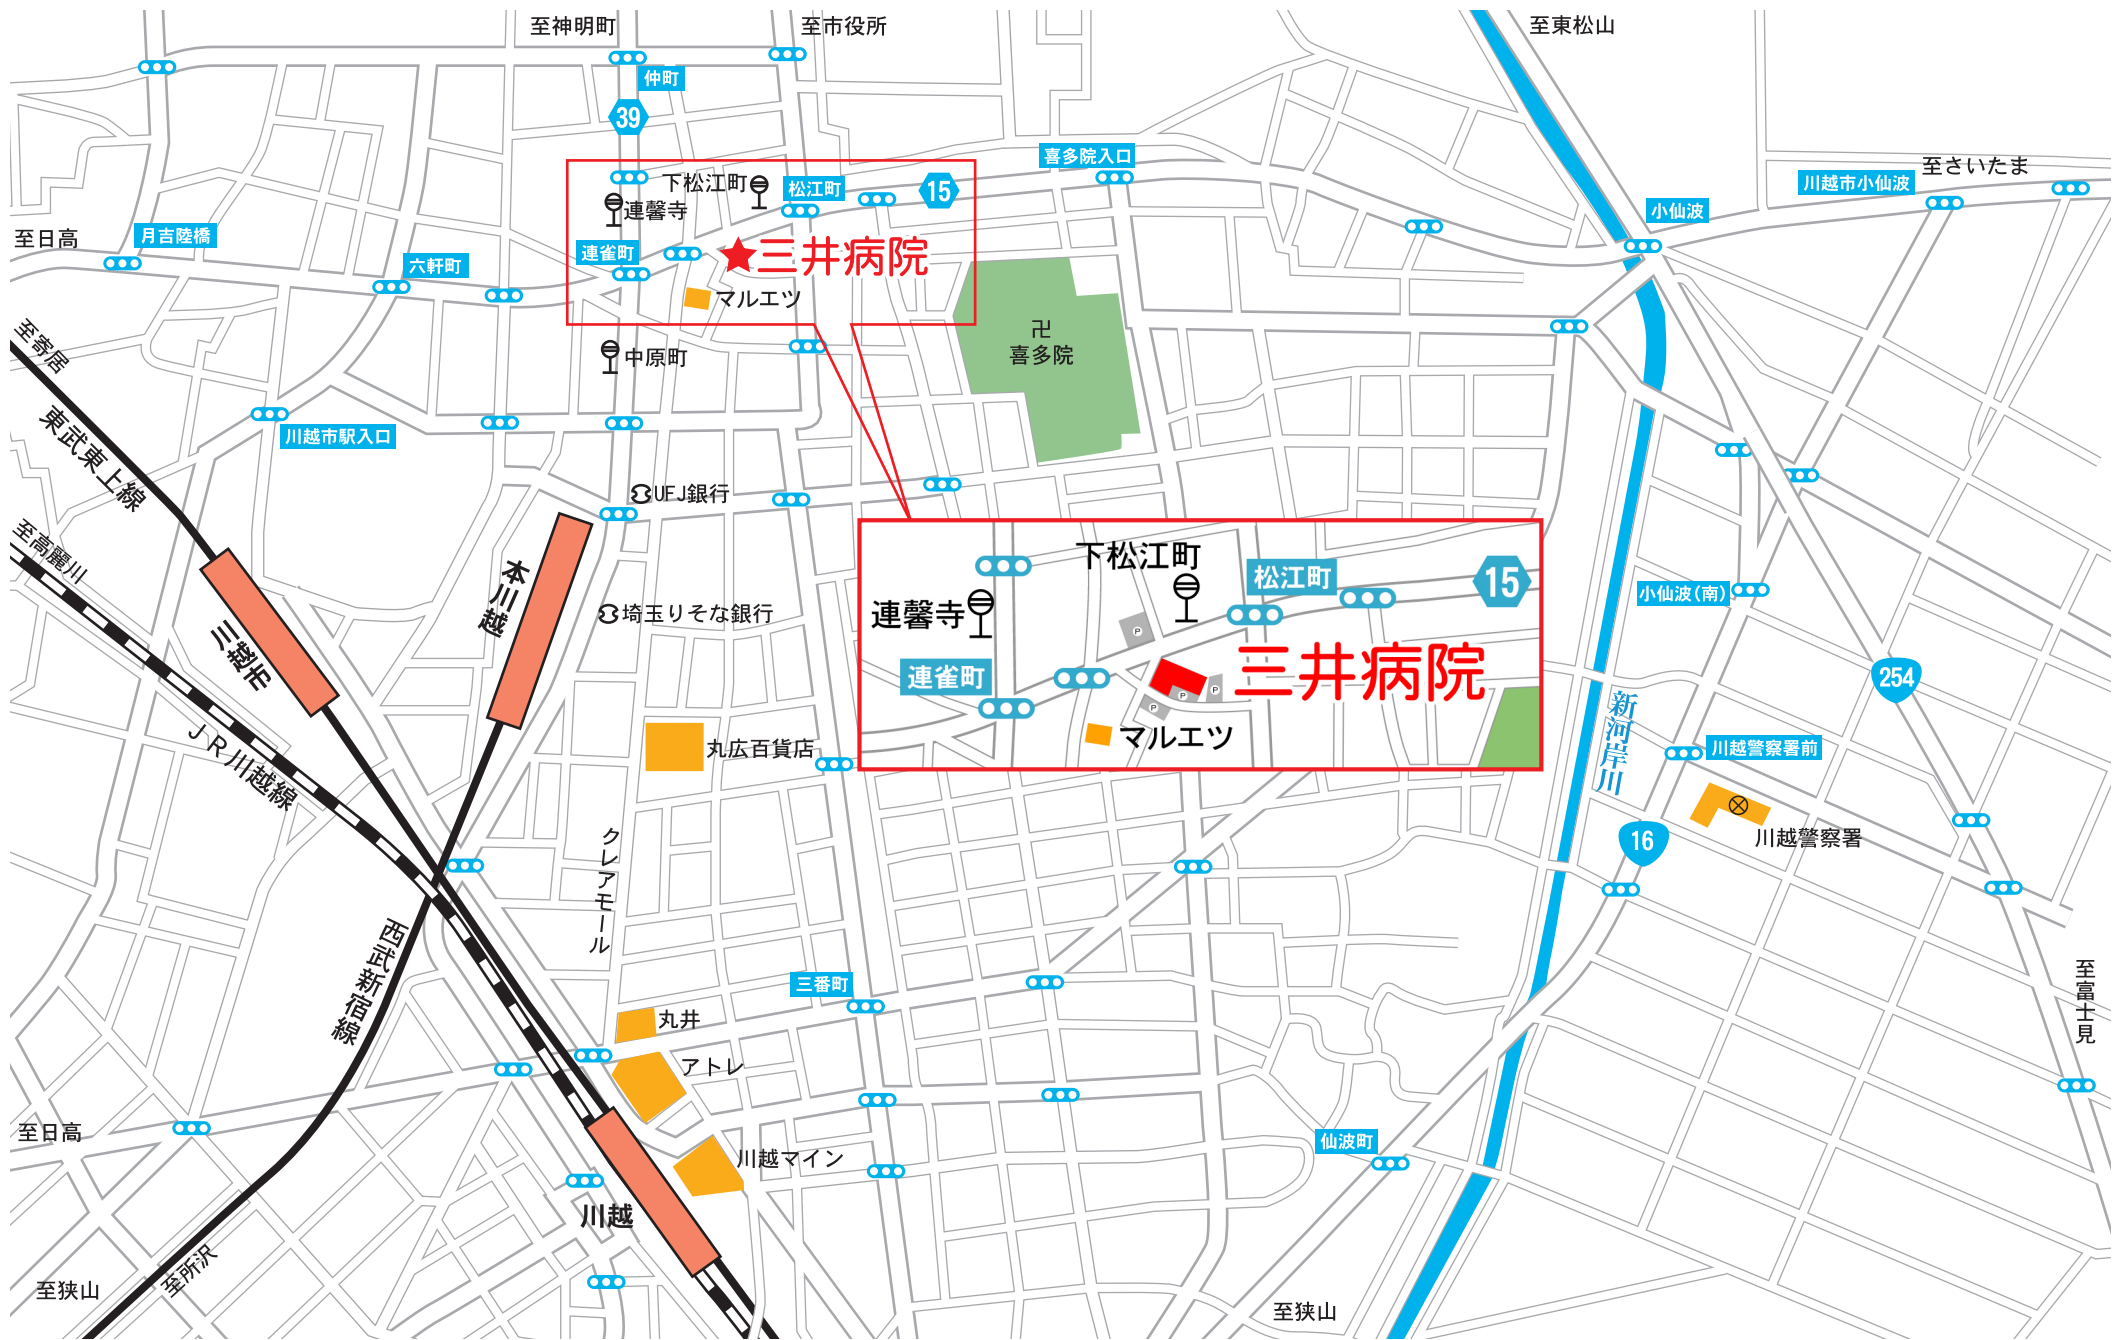 至神明町
至市役所
至東松山
仲町
39
喜多院入口
至さいたま
川越市小仙波
小仙波
下松江町
松江町
15
連馨寺
月吉陸橋
至日高
連雀町
三井病院
六軒町
マルエツ
卍
喜多院
中原町
至寄居
東武東上線
川越市駅入口
UFJ銀行
至高麗川
本川越
埼玉りそな銀行
下松江町
松江町
15
連馨寺
連雀町
三井病院
マルエツ
P
P
P
P
小仙波(南)
254
川越市
JR川越線
丸広百貨店
新河岸川
川越警察署前
川越警察署
16
クレアモール
西武新宿線
三番町
丸井
アトレ
至富士見
至日高
川越マイン
仙波町
川越
至所沢
至狭山
至狭山